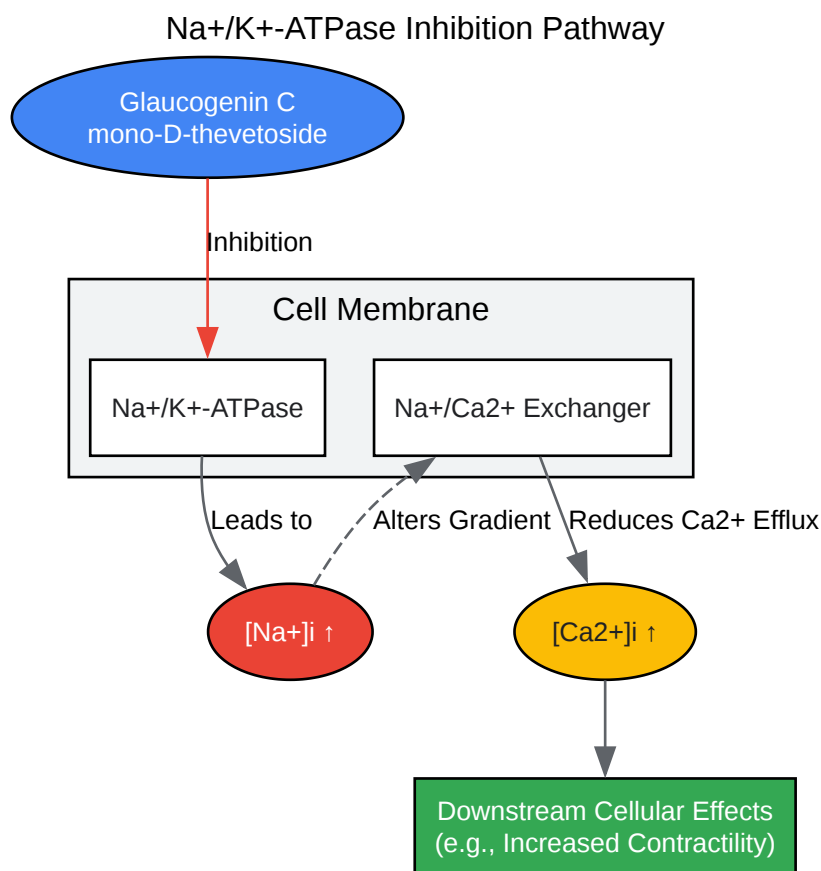 Na+/K+-ATPase Inhibition Pathway
Glaucogenin C
mono-D-thevetoside
Inhibition
Cell Membrane
Na+/K+-ATPase
Na+/Ca2+ Exchanger
Leads to
Alters Gradient
Reduces Ca2+ Efflux
[Na+]i ↑
[Ca2+]i ↑
Downstream Cellular Effects
(e.g., Increased Contractility)